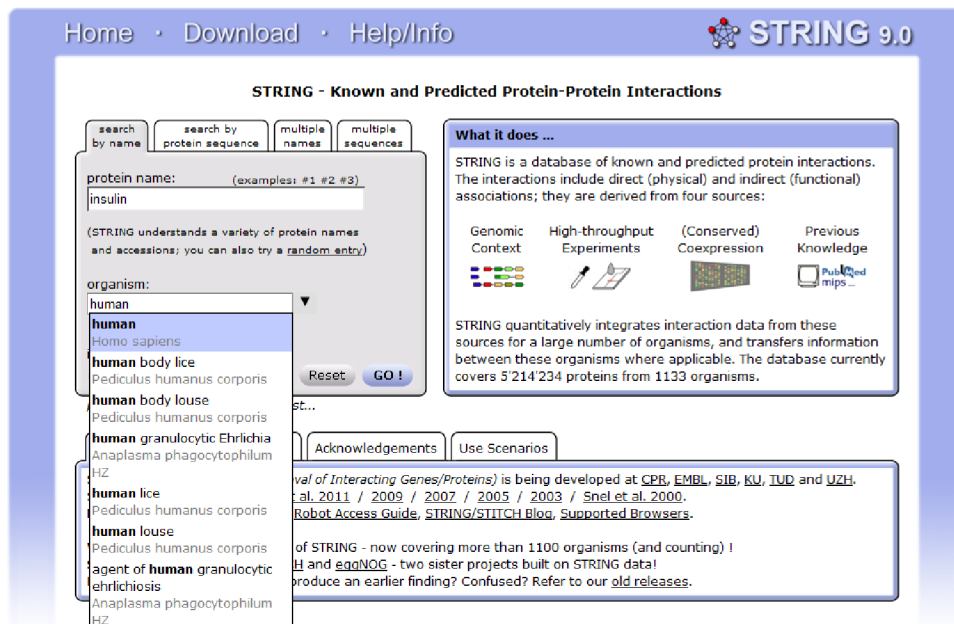 Home · Download · Help/Info
STRING 9.0
STRING - Known and Predicted Protein-Protein Interactions
search
by name
search by
protein sequence
multiple
names
multiple
sequences
protein name:
(examples: #1 #2 #3)
insulin
(STRING understands a variety of protein names
and accessions; you can also try a random entry)
organism:
human
human
Homo sapiens
human body lice
Pediculus humanus corporis
human body louse
Pediculus humanus corporis
human granulocytic Ehrlichia
Anaplasma phagocytophilum
HZ
human lice
Pediculus humanus corporis
human louse
Pediculus humanus corporis
agent of human granulocytic
ehrlichiosis
Anaplasma phagocytophilum
HZ
Reset
GO !
st...
What it does ...
STRING is a database of known and predicted protein interactions.
The interactions include direct (physical) and indirect (functional)
associations; they are derived from four sources:
Genomic
Context
High-throughput
Experiments
(Conserved)
Coexpression
Previous
Knowledge
PubMed
mips...
STRING quantitatively integrates interaction data from these
sources for a large number of organisms, and transfers information
between these organisms where applicable. The database currently
covers 5'214'234 proteins from 1133 organisms.
Acknowledgements
Use Scenarios
val of Interacting Genes/Proteins) is being developed at CPR, EMBL, SIB, KU, TUD and UZH.
et al. 2011 / 2009 / 2007 / 2005 / 2003 / Snel et al. 2000.
Robot Access Guide, STRING/STITCH Blog, Supported Browsers.
of STRING - now covering more than 1100 organisms (and counting) !
H and eggNOG - two sister projects built on STRING data!
produce an earlier finding? Confused? Refer to our old releases.